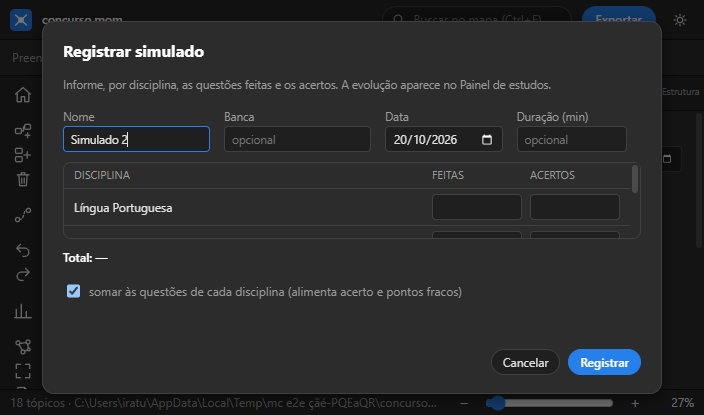 concurso.mom
Buscar no mapa (Ctrl+F)
Exportar
Preen
Estrutura
Registrar simulado
Informe, por disciplina, as questões feitas e os acertos. A evolução aparece no Painel de estudos.
Nome Banca Data Duração (min)
Simulado 2 opcional 20/10/2026 opcional
DISCIPLINA FEITAS ACERTOS
Língua Portuguesa
Total: —
somar às questões de cada disciplina (alimenta acerto e pontos fracos)
Cancelar Registrar
18 tópicos · C:\Users\iratu\AppData\Local\Temp\mc e2e çãé-PQEaQR\concurso... − + 27%